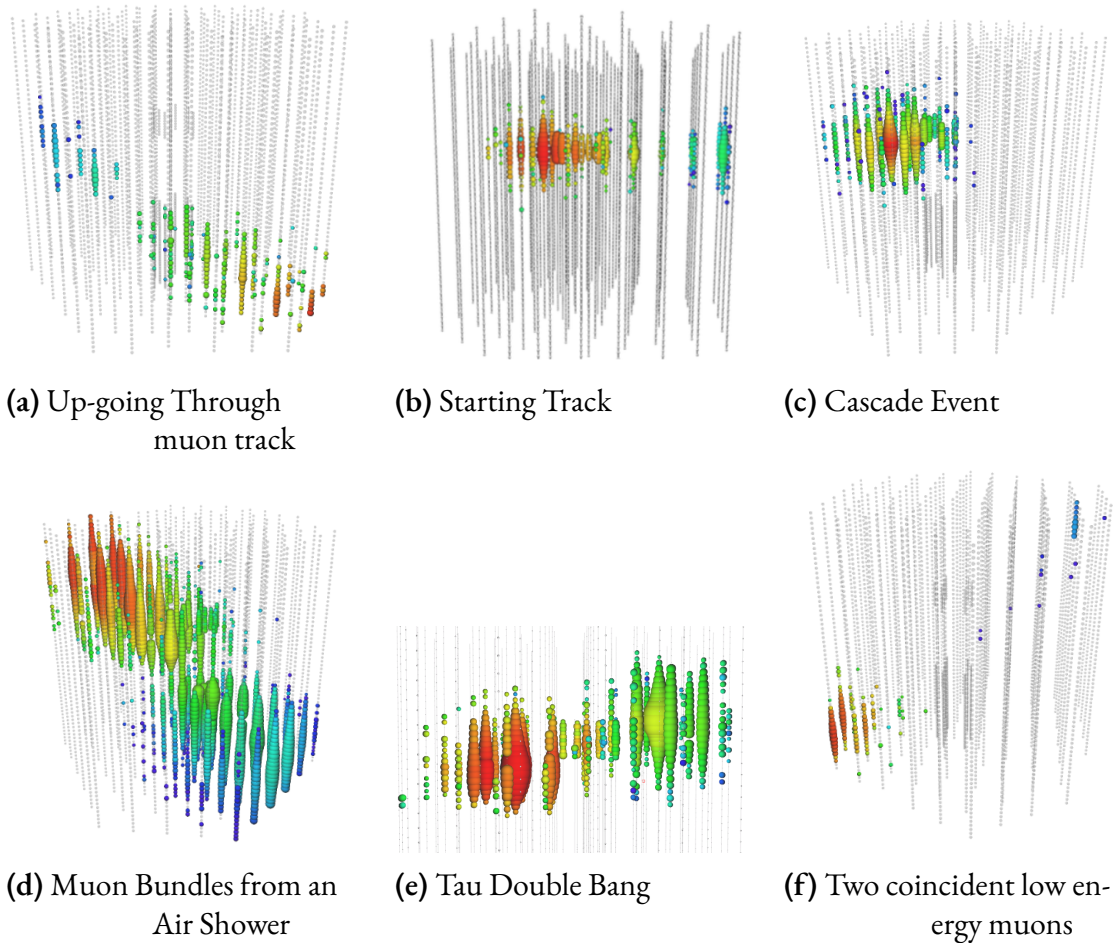 (a) Up-going Through
muon track
(b) Starting Track
(c) Cascade Event
(d) Muon Bundles from an
Air Shower
(e) Tau Double Bang
(f) Two coincident low en-
ergy muons